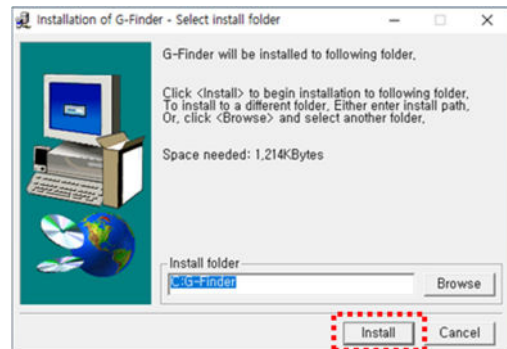 Installation of G-Finder - Select install folder
G-Finder will be installed to following folder,
Click <Install> to begin installation to following folder,
To install to a different folder, Either enter install path,
Or, click <Browse> and select another folder,
Space needed: 1,214KBytes
Install folder
C:G-Finder
Browse
Install
Cancel